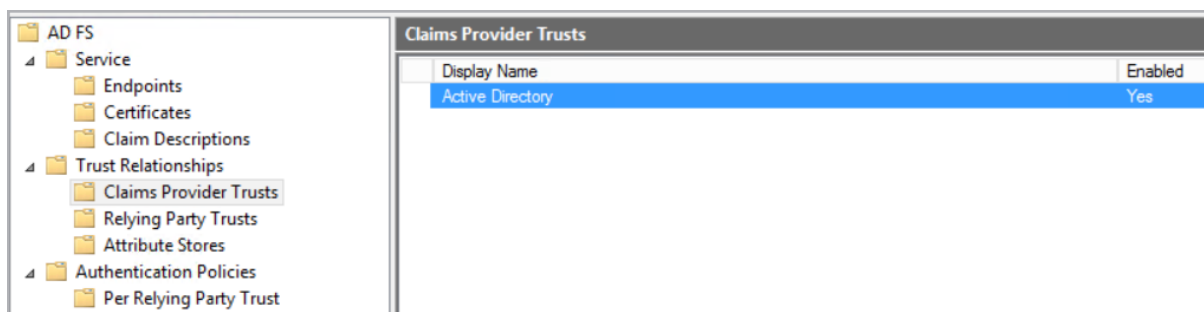 AD FS
Service
Endpoints
Certificates
Claim Descriptions
Trust Relationships
Claims Provider Trusts
Relying Party Trusts
Attribute Stores
Authentication Policies
Per Relying Party Trust
Claims Provider Trusts
Display Name Enabled
Active Directory Yes